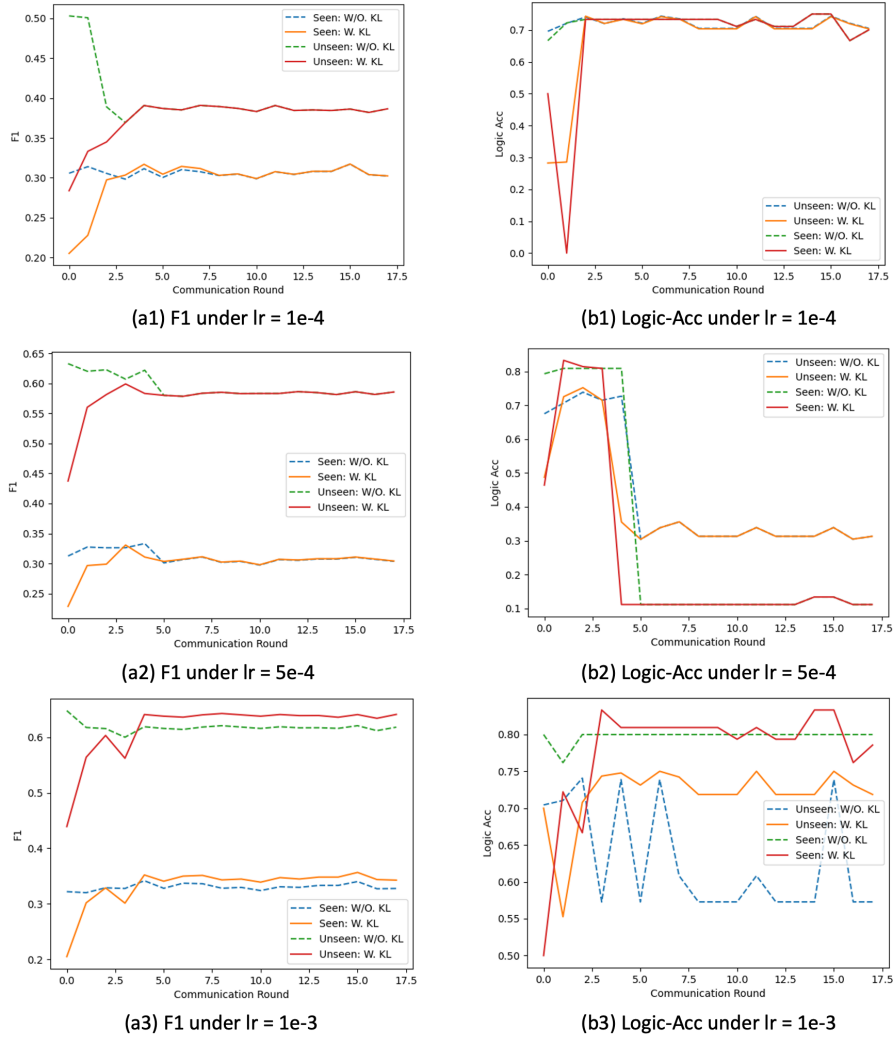 0.50
0.45
0.40
0.35
0.30
0.25
0.20
F1
Seen: W/O. KL
Seen: W. KL
Unseen: W/O. KL
Unseen: W. KL
0.0 2.5 5.0 7.5 10.0 12.5 15.0 17.5
Communication Round
(a1) F1 under lr = 1e-4
0.7
0.6
0.5
0.4
0.3
0.2
0.1
0.0
Logic Acc
Unseen: W/O. KL
Unseen: W. KL
Seen: W/O. KL
Seen: W. KL
0.0 2.5 5.0 7.5 10.0 12.5 15.0 17.5
Communication Round
(b1) Logic-Acc under lr = 1e-4
0.65
0.60
0.55
0.50
0.45
0.40
0.35
0.30
0.25
F1
Seen: W/O. KL
Seen: W. KL
Unseen: W/O. KL
Unseen: W. KL
0.0 2.5 5.0 7.5 10.0 12.5 15.0 17.5
Communication Round
(a2) F1 under lr = 5e-4
0.8
0.7
0.6
0.5
0.4
0.3
0.2
0.1
Logic Acc
Unseen: W/O. KL
Unseen: W. KL
Seen: W/O. KL
Seen: W. KL
0.0 2.5 5.0 7.5 10.0 12.5 15.0 17.5
Communication Round
(b2) Logic-Acc under lr = 5e-4
0.6
0.5
0.4
0.3
0.2
F1
Seen: W/O. KL
Seen: W. KL
Unseen: W/O. KL
Unseen: W. KL
0.0 2.5 5.0 7.5 10.0 12.5 15.0 17.5
Communication Round
(a3) F1 under lr = 1e-3
0.80
0.75
0.70
0.65
0.60
0.55
0.50
Logic Acc
Unseen: W/O. KL
Unseen: W. KL
Seen: W/O. KL
Seen: W. KL
0.0 2.5 5.0 7.5 10.0 12.5 15.0 17.5
Communication Round
(b3) Logic-Acc under lr = 1e-3